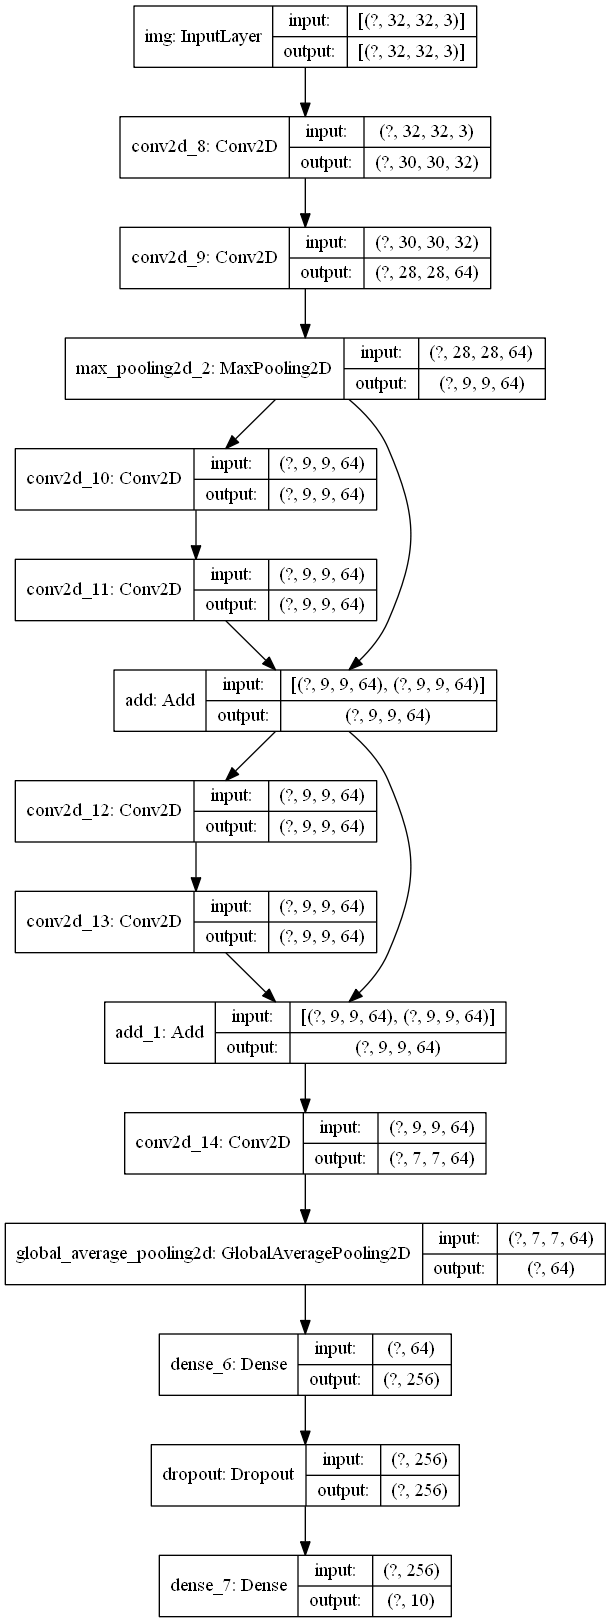 img: InputLayer
input:
[(?, 32, 32, 3)]
output:
[(?, 32, 32, 3)]
conv2d_8: Conv2D
input:
(?, 32, 32, 3)
output:
(?, 30, 30, 32)
conv2d_9: Conv2D
input:
(?, 30, 30, 32)
output:
(?, 28, 28, 64)
max_pooling2d_2: MaxPooling2D
input:
(?, 28, 28, 64)
output:
(?, 9, 9, 64)
conv2d_10: Conv2D
input:
(?, 9, 9, 64)
output:
(?, 9, 9, 64)
conv2d_11: Conv2D
input:
(?, 9, 9, 64)
output:
(?, 9, 9, 64)
add: Add
input:
[(?, 9, 9, 64), (?, 9, 9, 64)]
output:
(?, 9, 9, 64)
conv2d_12: Conv2D
input:
(?, 9, 9, 64)
output:
(?, 9, 9, 64)
conv2d_13: Conv2D
input:
(?, 9, 9, 64)
output:
(?, 9, 9, 64)
add_1: Add
input:
[(?, 9, 9, 64), (?, 9, 9, 64)]
output:
(?, 9, 9, 64)
conv2d_14: Conv2D
input:
(?, 9, 9, 64)
output:
(?, 7, 7, 64)
global_average_pooling2d: GlobalAveragePooling2D
input:
(?, 7, 7, 64)
output:
(?, 64)
dense_6: Dense
input:
(?, 64)
output:
(?, 256)
dropout: Dropout
input:
(?, 256)
output:
(?, 256)
dense_7: Dense
input:
(?, 256)
output:
(?, 10)